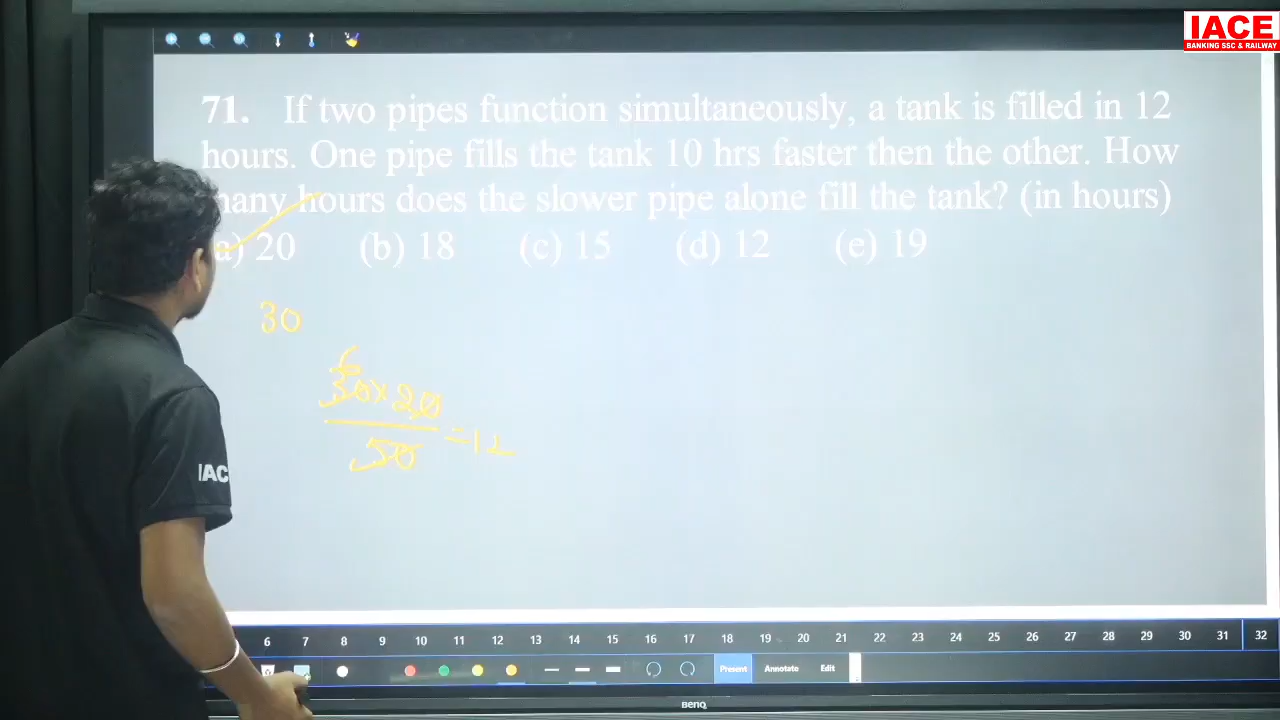 IACE
BANKING SSC & RAILWAY
71. If two pipes function simultaneously, a tank is filled in 12
hours. One pipe fills the tank 10 hrs faster then the other. How
many hours does the slower pipe alone fill the tank? (in hours)
a) 20 (b) 18 (c) 15 (d) 12 (e) 19
30
6
30 × 20
50
= 12
IAC
6 7 8 9 10 11 12 13 14 15 16 17 18 19 20 21 22 23 24 25 26 27 28 29 30 31 32
Present Annotate Edit
BenQ